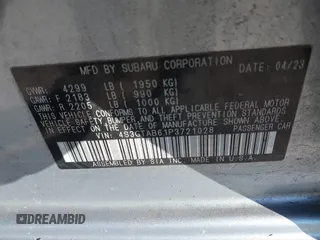 MFD BY SUBARU CORPORATION DATE 04/23
GVWR: 4299 LB ( 1950 KG)
GAWR: F 2183 LB ( 990 KG)
GAWR: R 2205 LB ( 1000 KG)
THIS VEHICLE CONFORMS TO ALL APPLICABLE FEDERAL MOTOR
VEHICLE SAFETY, BUMPER, AND THEFT PREVENTION STANDARDS
IN EFFECT ON THE DATE OF MANUFACTURE SHOWN ABOVE.
VIN: 4S3GTAB61P3721028 PASSENGER CAR
ASSEMBLED BY SIA INC. MADE IN U.S.A.
DREAMBID